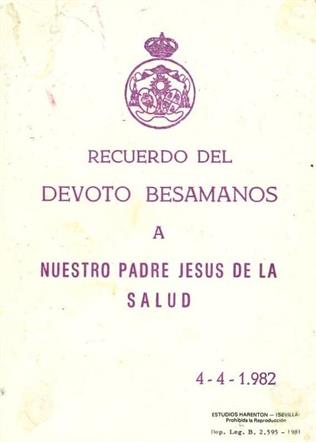 RECUERDO DEL
DEVOTO BESAMANOS
A
NUESTRO PADRE JESUS DE LA
SALUD
4-4-1.982
ESTUDIOS HARENTON — (SEVILLA)
Prohibida la Reproducción
Dep. Leg. B. 2.595 - 1981